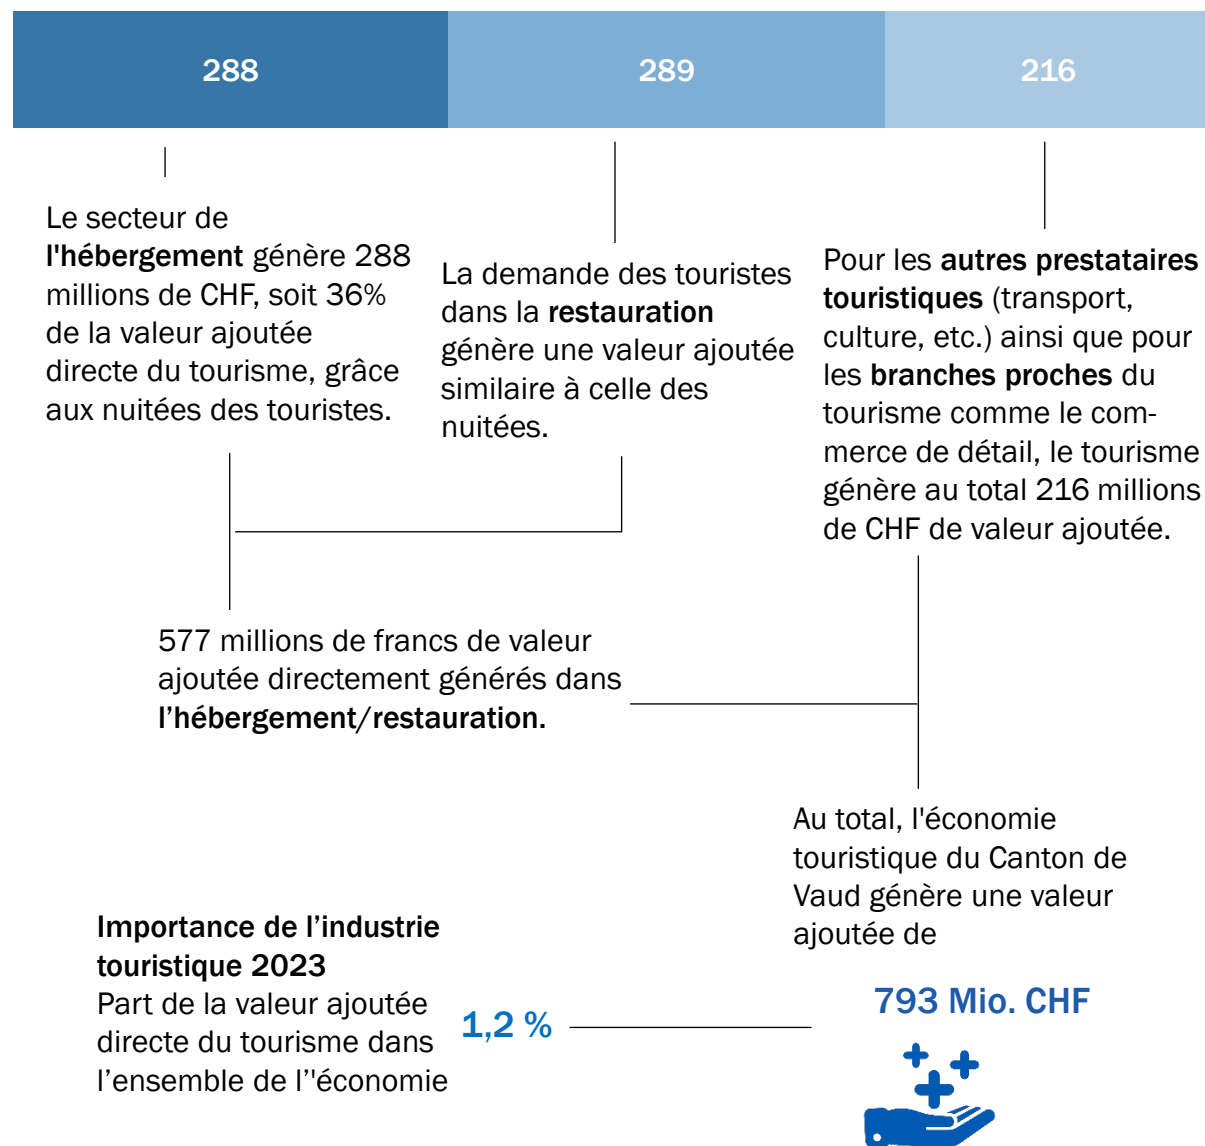 288
289
216
Le secteur de
l'hébergement génère 288
millions de CHF, soit 36%
de la valeur ajoutée
directe du tourisme, grâce
aux nuitées des touristes.
La demande des touristes
dans la restauration
génère une valeur ajoutée
similaire à celle des
nuitées.
Pour les autres prestataires
touristiques (transport,
culture, etc.) ainsi que pour
les branches proches du
tourisme comme le com-
merce de détail, le tourisme
génère au total 216 millions
de CHF de valeur ajoutée.
577 millions de francs de valeur
ajoutée directement générés dans
l’hébergement/restauration.
Au total, l'économie
touristique du Canton de
Vaud génère une valeur
ajoutée de
793 Mio. CHF
Importance de l’industrie
touristique 2023
Part de la valeur ajoutée
directe du tourisme dans
l’ensemble de l’'économie
1,2 %